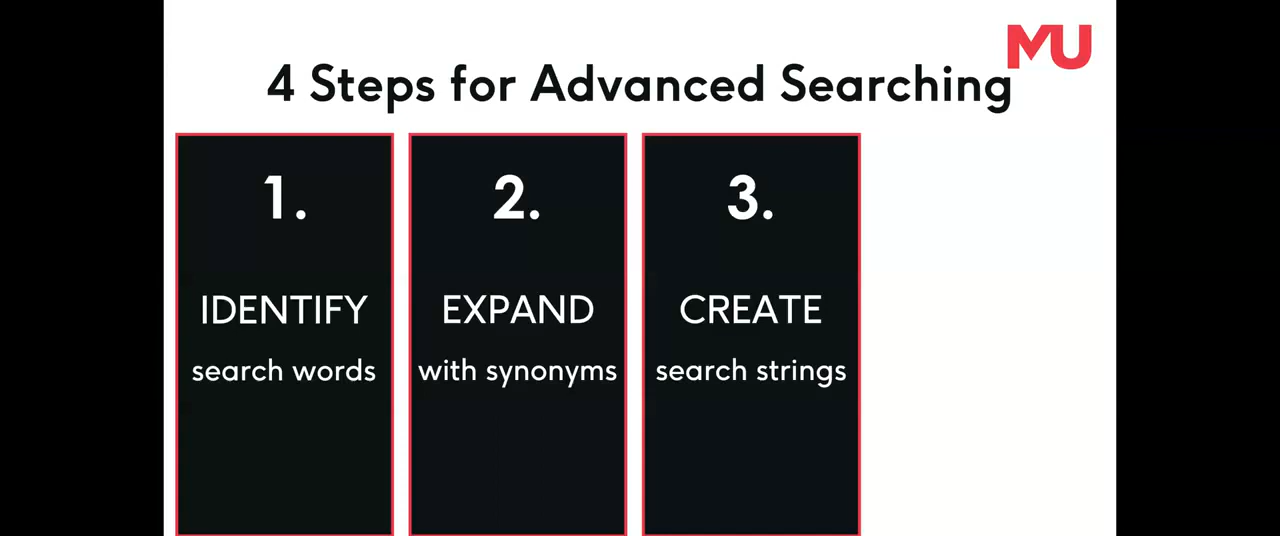 MU
4 Steps for Advanced Searching
1.
IDENTIFY
search words
2.
EXPAND
with synonyms
3.
CREATE
search strings